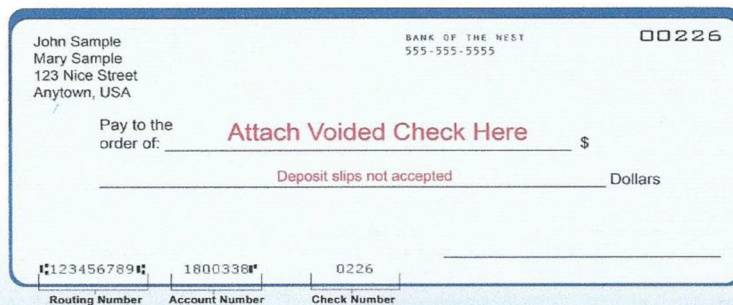 John Sample
Mary Sample
123 Nice Street
Anytown, USA
BANK OF THE WEST
555-555-5555
00226
Pay to the
order of:
Attach Voided Check Here
$
Deposit slips not accepted
Dollars
⑆123456789⑆ 1800338⑈ 0226
Routing Number Account Number Check Number